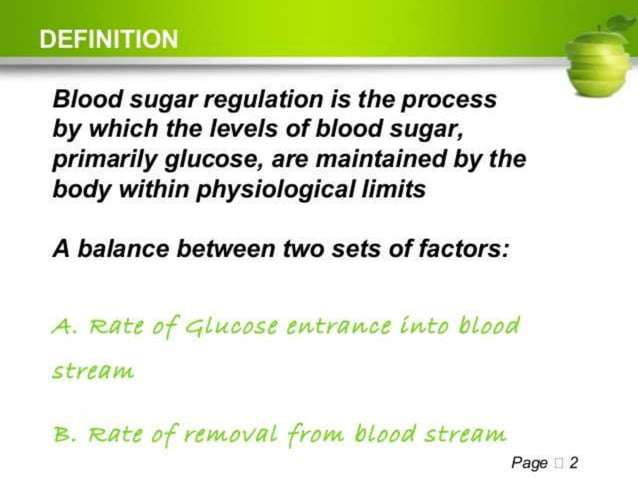 DEFINITION
Blood sugar regulation is the process
by which the levels of blood sugar,
primarily glucose, are maintained by the
body within physiological limits
A balance between two sets of factors:
A. Rate of Glucose entrance into blood
stream
B. Rate of removal from blood stream
Page □ 2